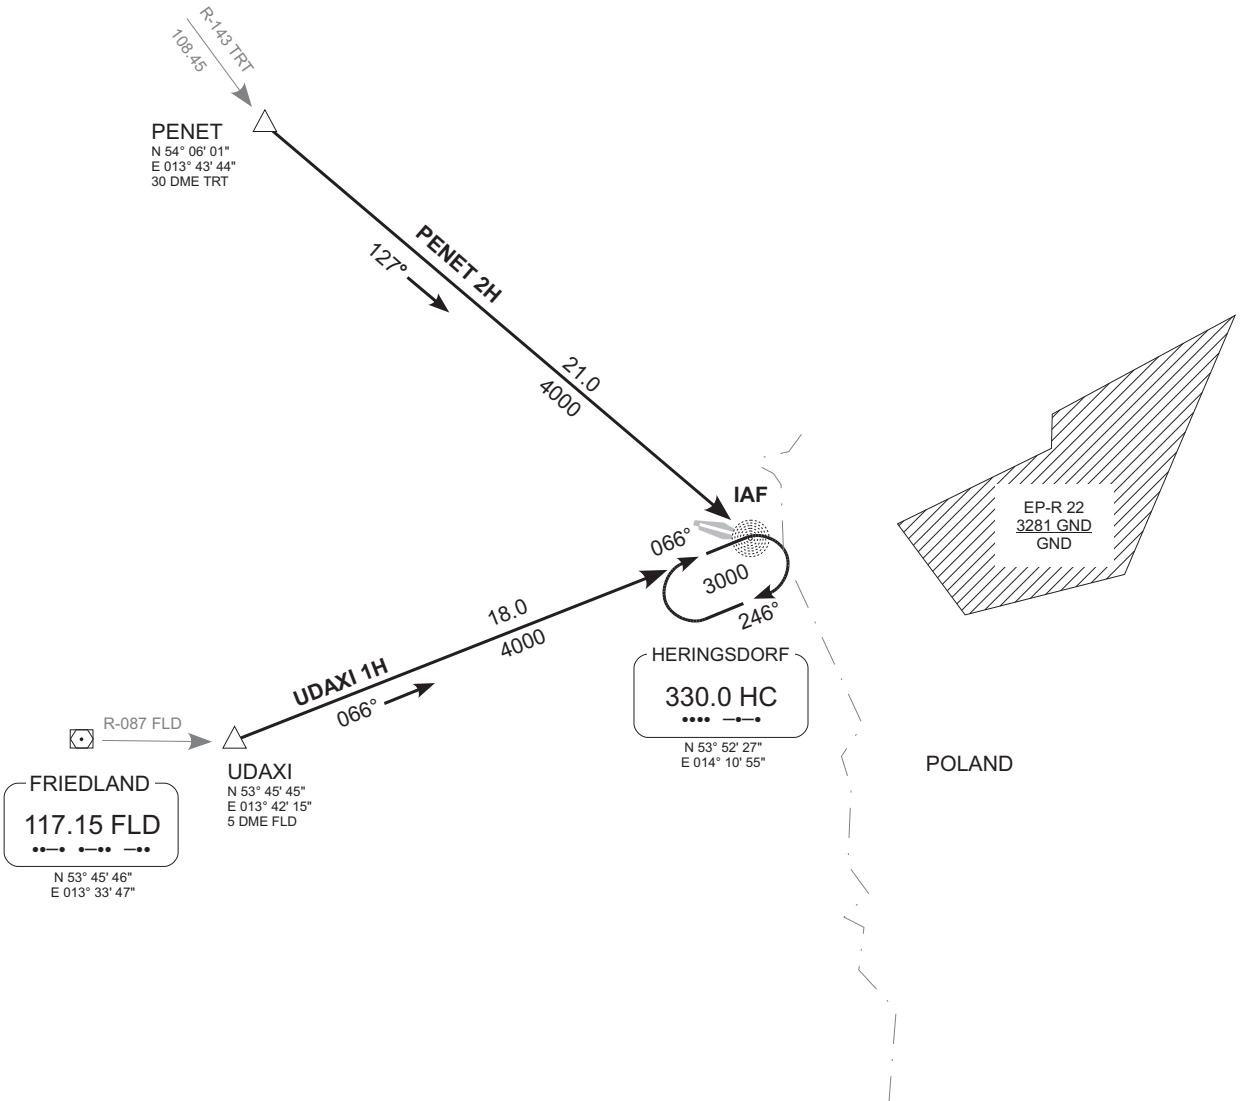 R-143 TRT
108.45
PENET
N 54° 06' 01"
E 013° 43' 44"
30 DME TRT
PENET 2H
127°
21.0
4000
IAF
EP-R 22
3281 GND
GND
066°
3000
246°
18.0
4000
UDAXI 1H
066°
HERINGSDORF
330.0 HC
•••• –•–•
N 53° 52' 27"
E 014° 10' 55"
R-087 FLD
POLAND
UDAXI
N 53° 45' 45"
E 013° 42' 15"
5 DME FLD
FRIEDLAND
117.15 FLD
••–• •–•• –••
N 53° 45' 46"
E 013° 33' 47"